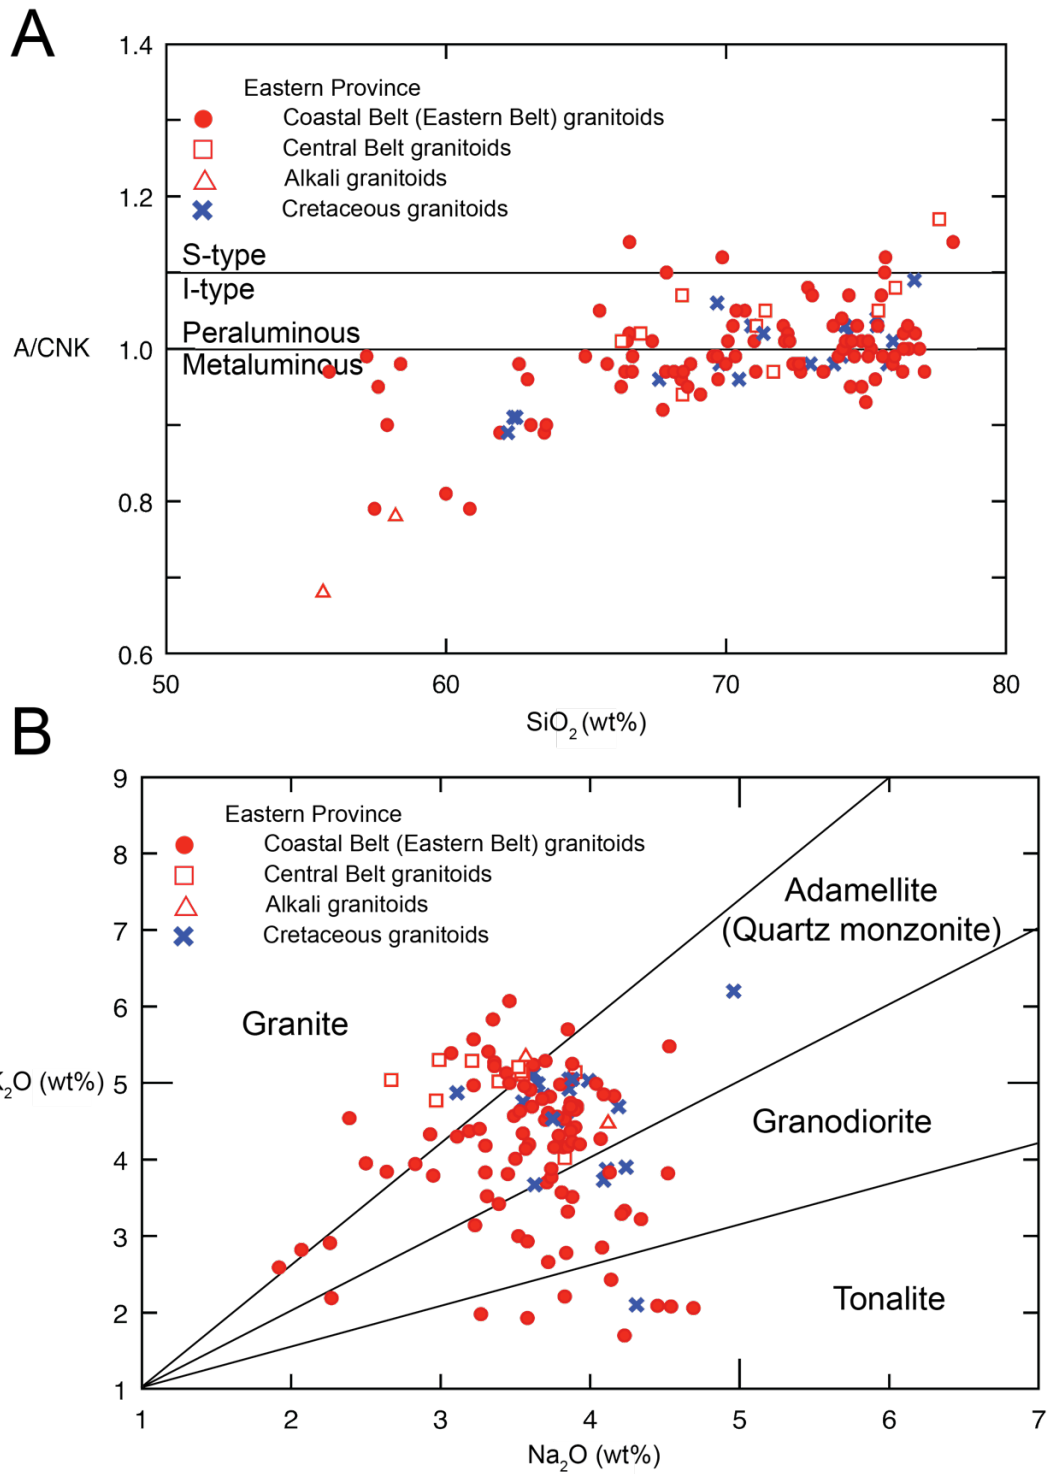 A
1.4
Eastern Province
Coastal Belt (Eastern Belt) granitoids
Central Belt granitoids
Alkali granitoids
Cretaceous granitoids
1.2
S-type
I-type
Peraluminous
A/CNK
1.0
Metaluminous
0.8
0.6
50
60
70
80
SiO2 (wt%)
B
9
Eastern Province
Coastal Belt (Eastern Belt) granitoids
Central Belt granitoids
Alkali granitoids
Cretaceous granitoids
8
Adamellite
(Quartz monzonite)
7
6
Granite
K2O (wt%)
5
Granodiorite
4
3
Tonalite
2
1
1
2
3
4
5
6
7
Na2O (wt%)